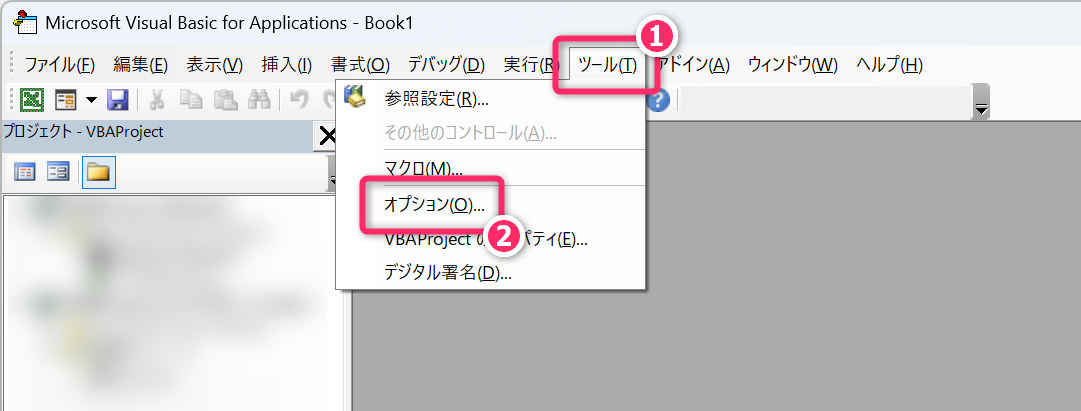 Microsoft Visual Basic for Applications - Book1
1
ファイル(F) 編集(E) 表示(V) 挿入(I) 書式(O) デバッグ(D) 実行(R) ツール(T) アドイン(A) ウィンドウ(W) ヘルプ(H)
参照設定(R)...
その他のコントロール(A)...
プロジェクト - VBAProject
マクロ(M)...
オプション(O)...
2
VBAProject の パティ(E)...
デジタル署名(D)...